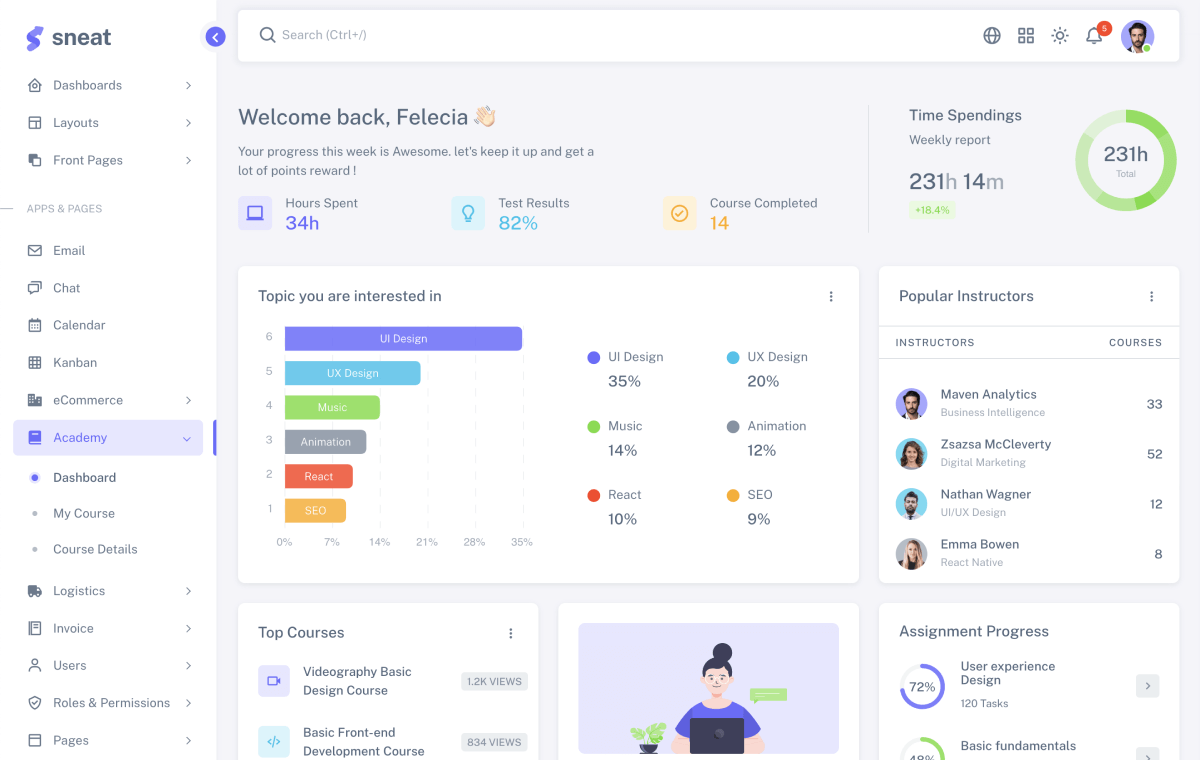 sneat
Dashboards
Layouts
Front Pages
APPS & PAGES
Email
Chat
Calendar
Kanban
eCommerce
Academy
Dashboard
My Course
Course Details
Logistics
Invoice
Users
Roles & Permissions
Pages
Search (Ctrl+/)
5
Welcome back, Felecia
Your progress this week is Awesome. let's keep it up and get a
lot of points reward !
Hours Spent
34h
Test Results
82%
Course Completed
14
Time Spendings
Weekly report
231h 14m
+18.4%
231h
Total
Topic you are interested in
6
UI Design
5
UX Design
4
Music
3
Animation
2
React
1
SEO
0% 7% 14% 21% 28% 35%
UI Design
35%
UX Design
20%
Music
14%
Animation
12%
React
10%
SEO
9%
Popular Instructors
INSTRUCTORS COURSES
Maven Analytics
Business Intelligence
33
Zsazsa McCleverty
Digital Marketing
52
Nathan Wagner
UI/UX Design
12
Emma Bowen
React Native
8
Top Courses
Videography Basic
Design Course
1.2K VIEWS
Basic Front-end
Development Course
834 VIEWS
Assignment Progress
72%
User experience
Design
120 Tasks
48%
Basic fundamentals